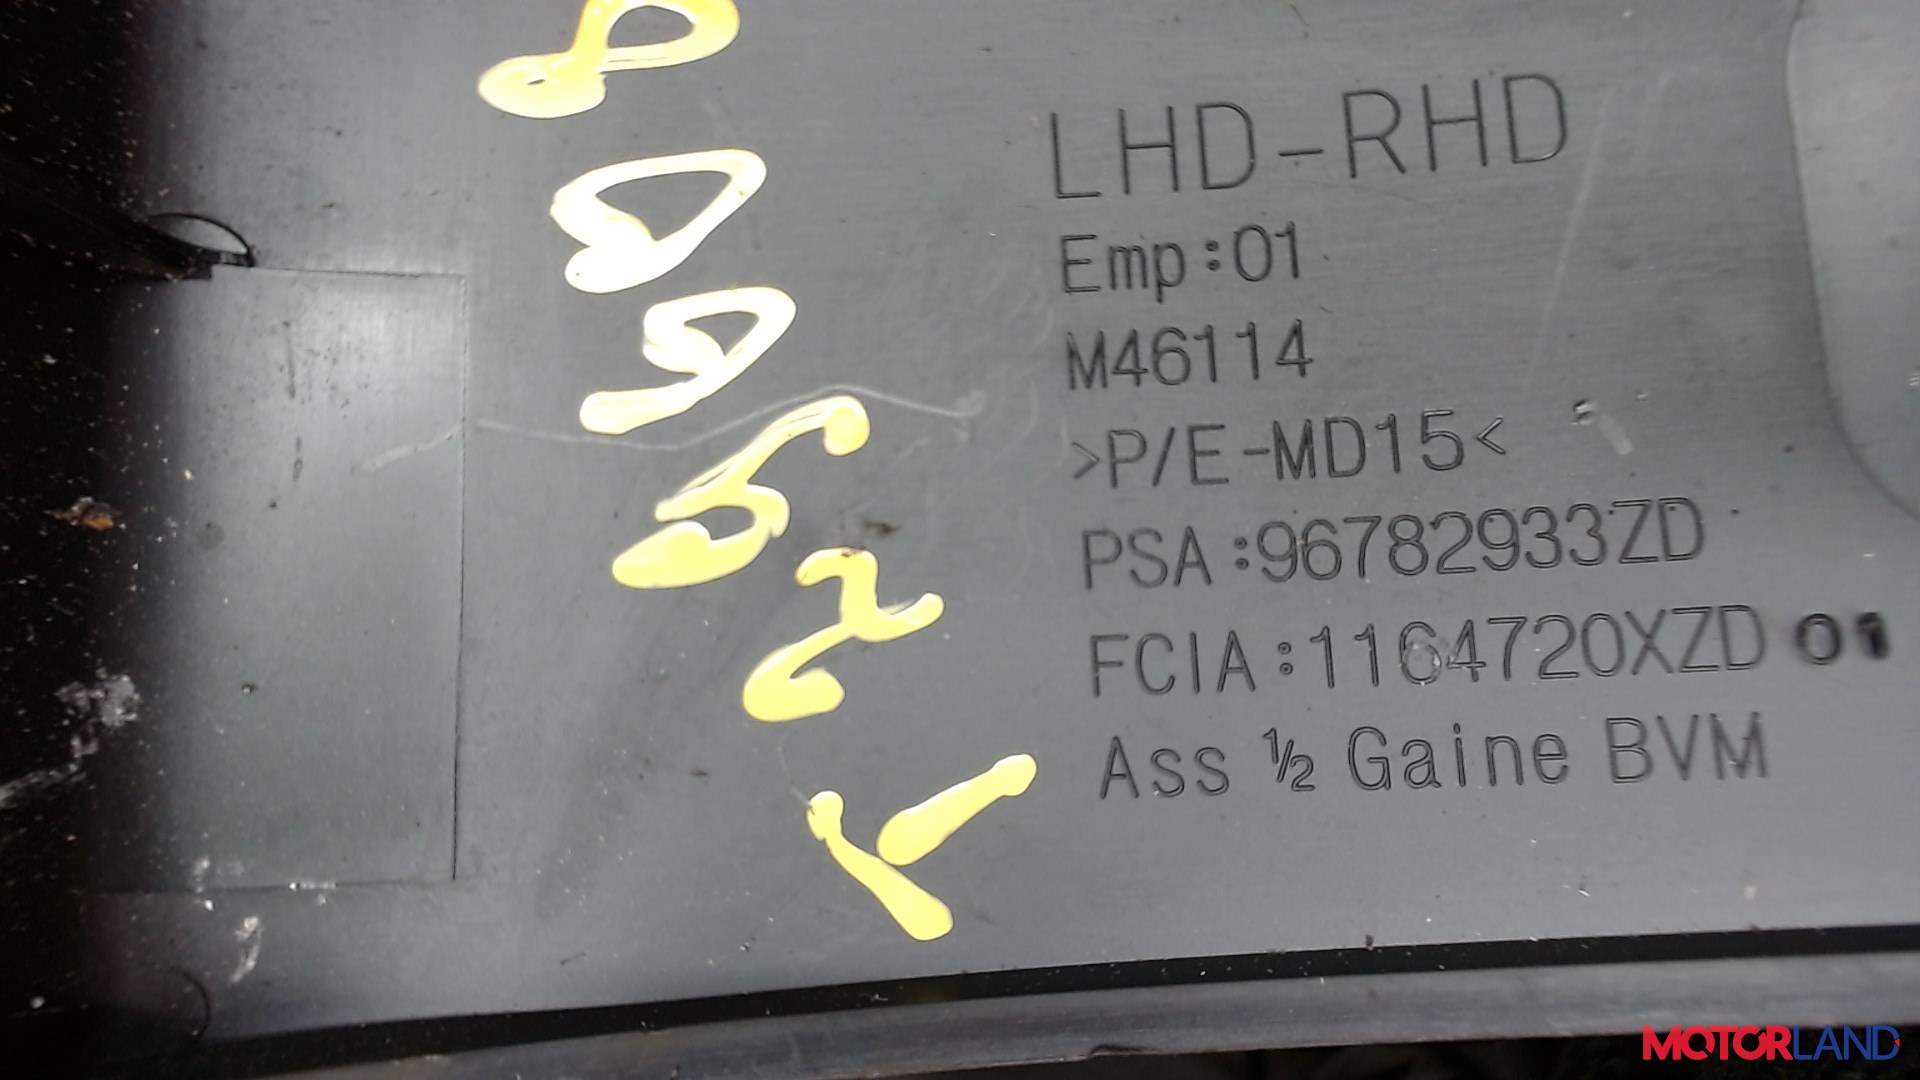 LHD-RHD
Emp:01
M46114
>P/E-MD15<
PSA:96782933ZD
FCIA:1164720XZD 01
Ass ½ Gaine BVM
MOTORLAND